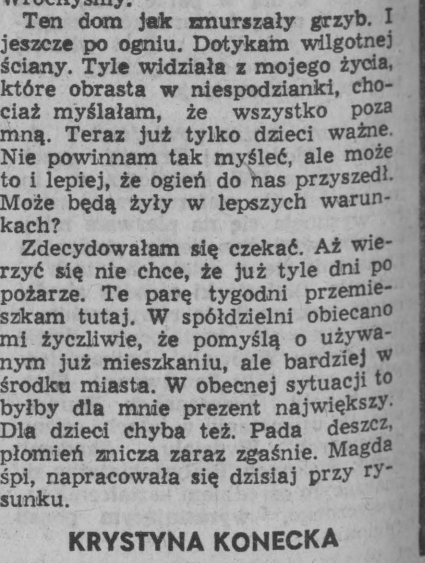 wrócyśmy.
Ten dom jak zmurszały grzyb. I
jeszcze po ogniu. Dotykam wilgotnej
ściany. Tyle widziała z mojego życia,
które obrasta w niespodzianki, cho-
ciaż myślałam, że wszystko poza
mną. Teraz już tylko dzieci ważne.
Nie powinnam tak myśleć, ale może
to i lepiej, że ogień do nas przyszedł.
Może będą żyły w lepszych warun-
kach?
Zdecydowałam się czekać. Aż wie-
rzyć się nie chce, że już tyle dni po
pożarze. Te parę tygodni przemie-
szkam tutaj. W spółdzielni obiecano
mi życzliwie, że pomyślą o używa-
nym już mieszkaniu, ale bardziej w
środku miasta. W obecnej sytuacji to
byłby dla mnie prezent największy.
Dla dzieci chyba też. Pada deszcz,
płomień znicza zaraz zgaśnie. Magda
śpi, napracowała się dzisiaj przy ry-
sunku.
KRYSTYNA KONECKA